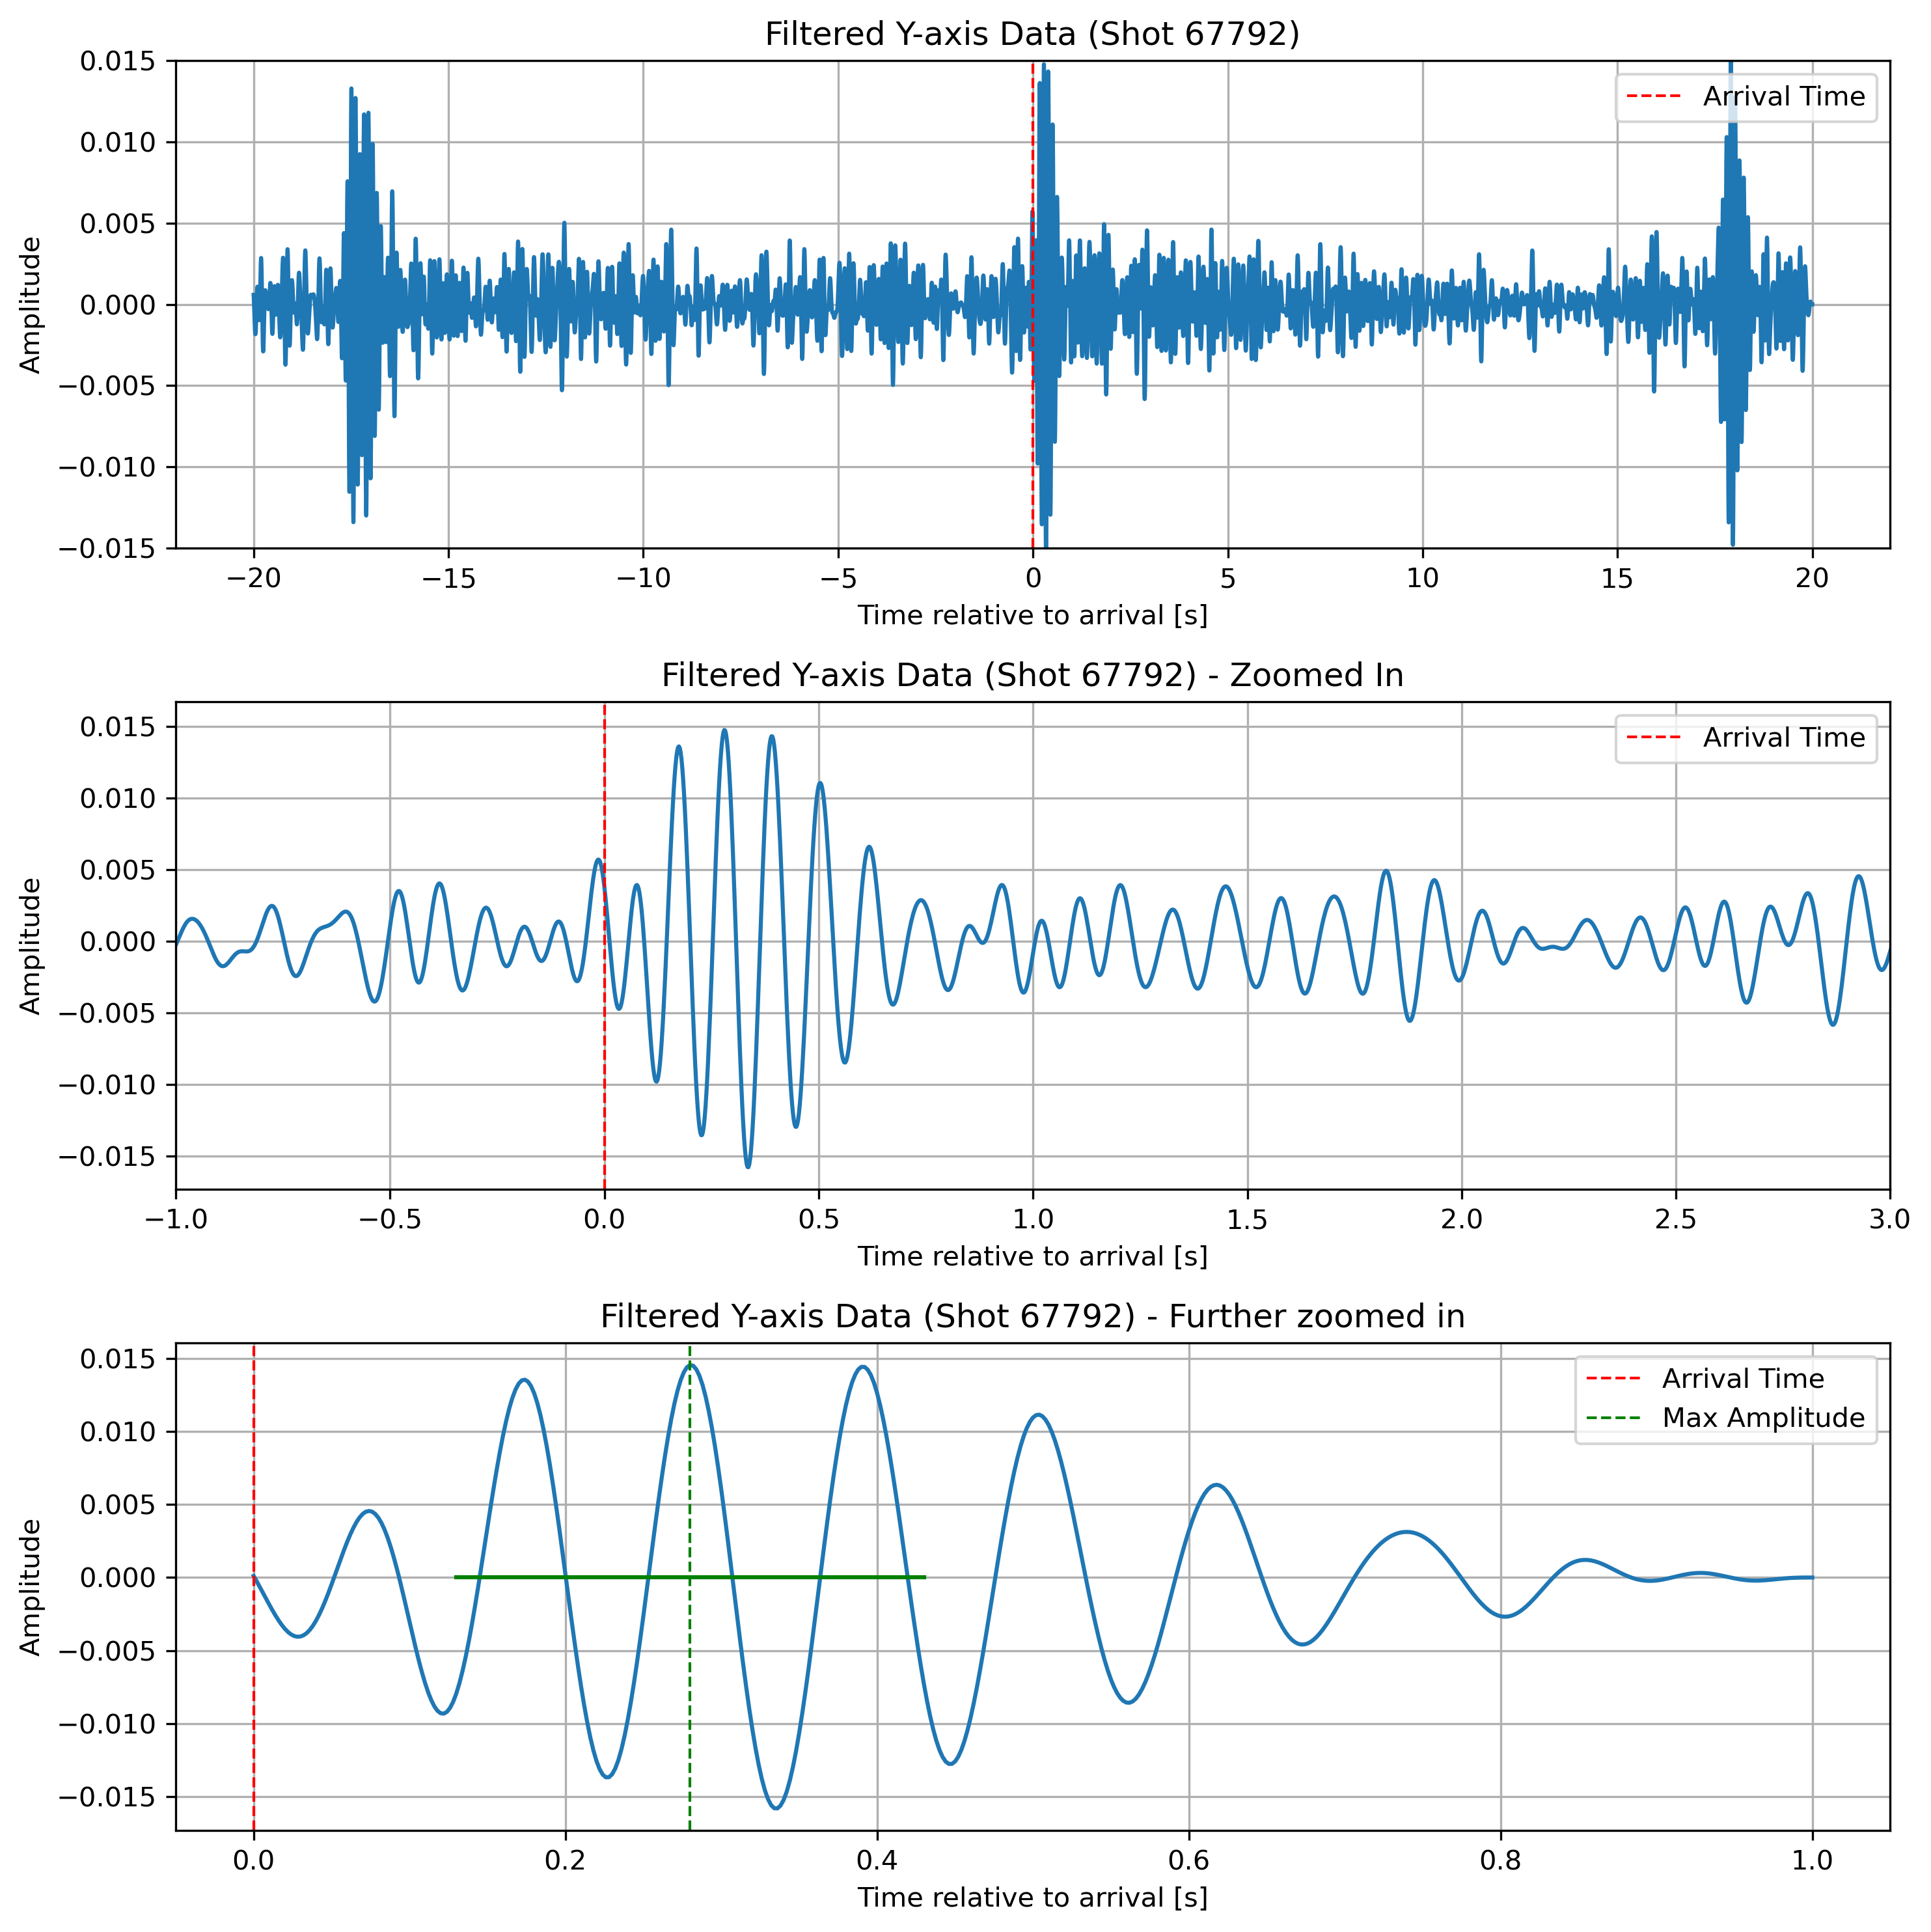 Filtered Y-axis Data (Shot 67792)
0.015
0.010
0.005
0.000
−0.005
−0.010
−0.015
Amplitude
Arrival Time
−20 −15 −10 −5 0 5 10 15 20
Time relative to arrival [s]
Filtered Y-axis Data (Shot 67792) - Zoomed In
0.015
0.010
0.005
0.000
−0.005
−0.010
−0.015
Amplitude
Arrival Time
−1.0 −0.5 0.0 0.5 1.0 1.5 2.0 2.5 3.0
Time relative to arrival [s]
Filtered Y-axis Data (Shot 67792) - Further zoomed in
0.015
0.010
0.005
0.000
−0.005
−0.010
−0.015
Amplitude
Arrival Time
Max Amplitude
0.0 0.2 0.4 0.6 0.8 1.0
Time relative to arrival [s]